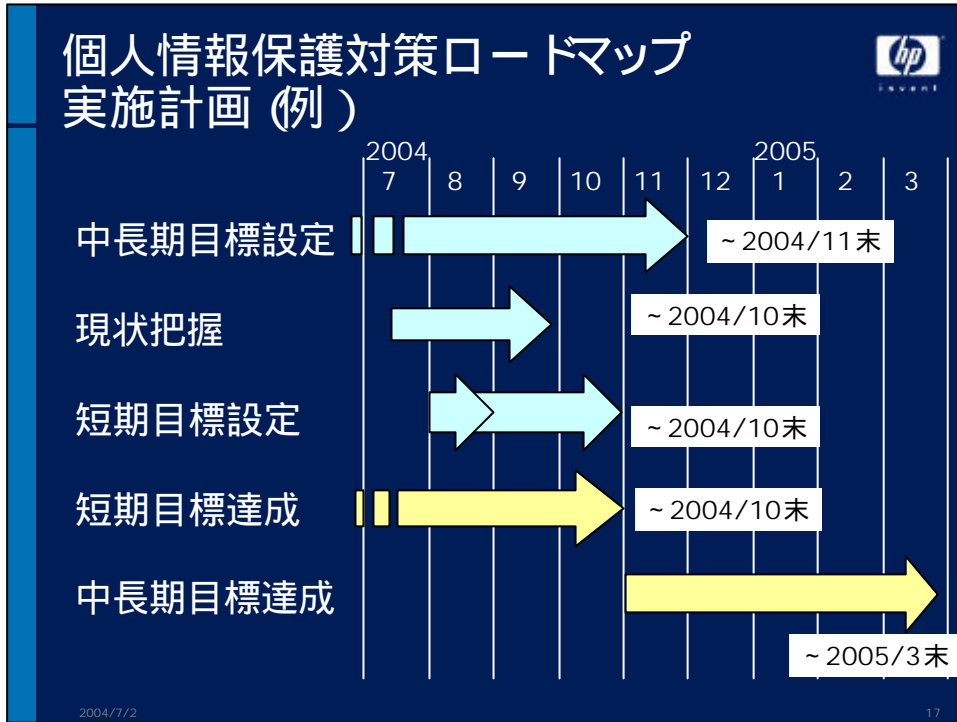 個人情報保護対策ロードマップ
実施計画(例)
hp
invent
2004 2005
7 8 9 10 11 12 1 2 3
中長期目標設定
~2004/11末
現状把握
~2004/10末
短期目標設定
~2004/10末
短期目標達成
~2004/10末
中長期目標達成
~2005/3末
2004/7/2
17